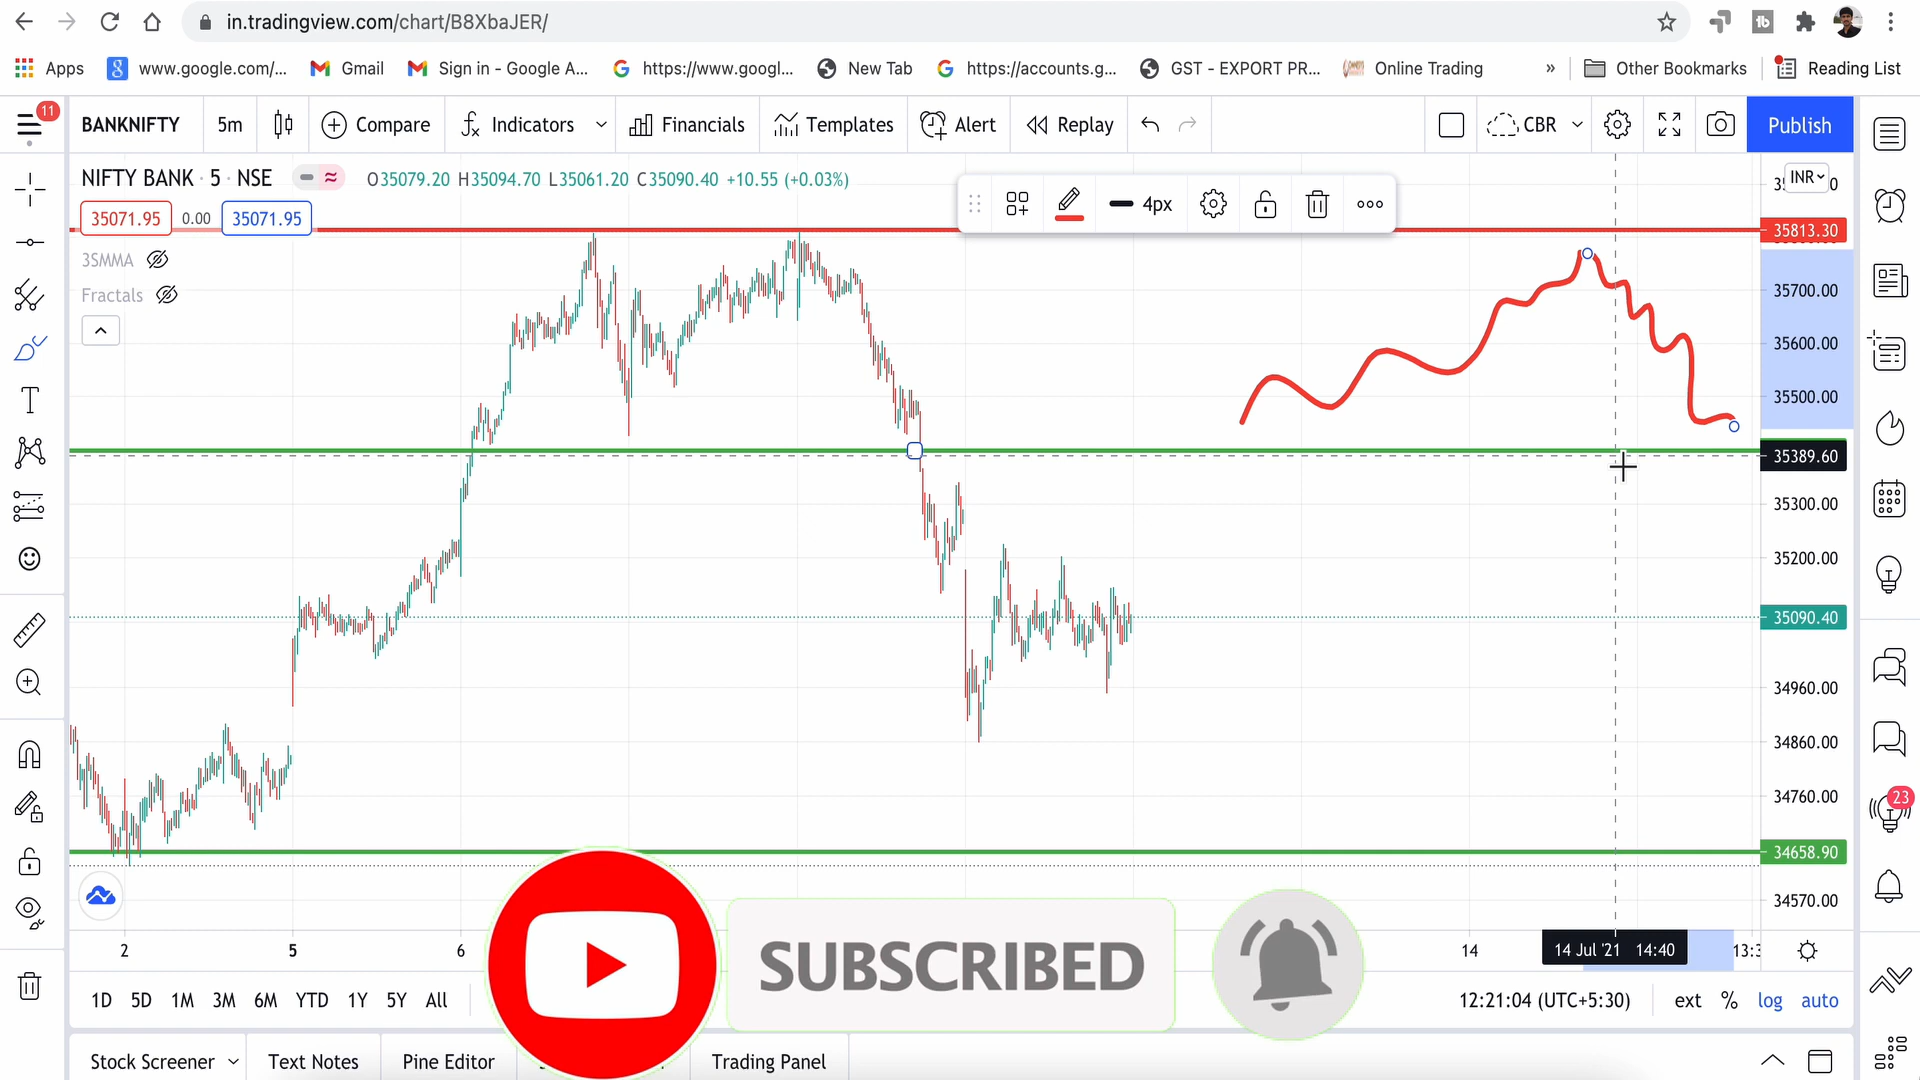 in.tradingview.com/chart/B8XbaJER/
Apps
www.google.com/...
Gmail
Sign in - Google A...
https://www.googl...
New Tab
https://accounts.g...
GST - EXPORT PR...
Online Trading
»
Other Bookmarks
Reading List
11
BANKNIFTY
5m
Compare
Indicators
Financials
Templates
Alert
Replay
CBR
Publish
NIFTY BANK · 5 · NSE
O35079.20 H35094.70 L35061.20 C35090.40 +10.55 (+0.03%)
4px
INR
35071.95
0.00
35071.95
35813.30
3SMMA
Fractals
35700.00
35600.00
35500.00
35389.60
35300.00
35200.00
35090.40
34960.00
34860.00
34760.00
23
34658.90
34570.00
2
5
6
14
14 Jul '21 14:40
13:3
SUBSCRIBED
1D
5D
1M
3M
6M
YTD
1Y
5Y
All
12:21:04 (UTC+5:30)
ext
%
log
auto
Stock Screener
Text Notes
Pine Editor
Trading Panel